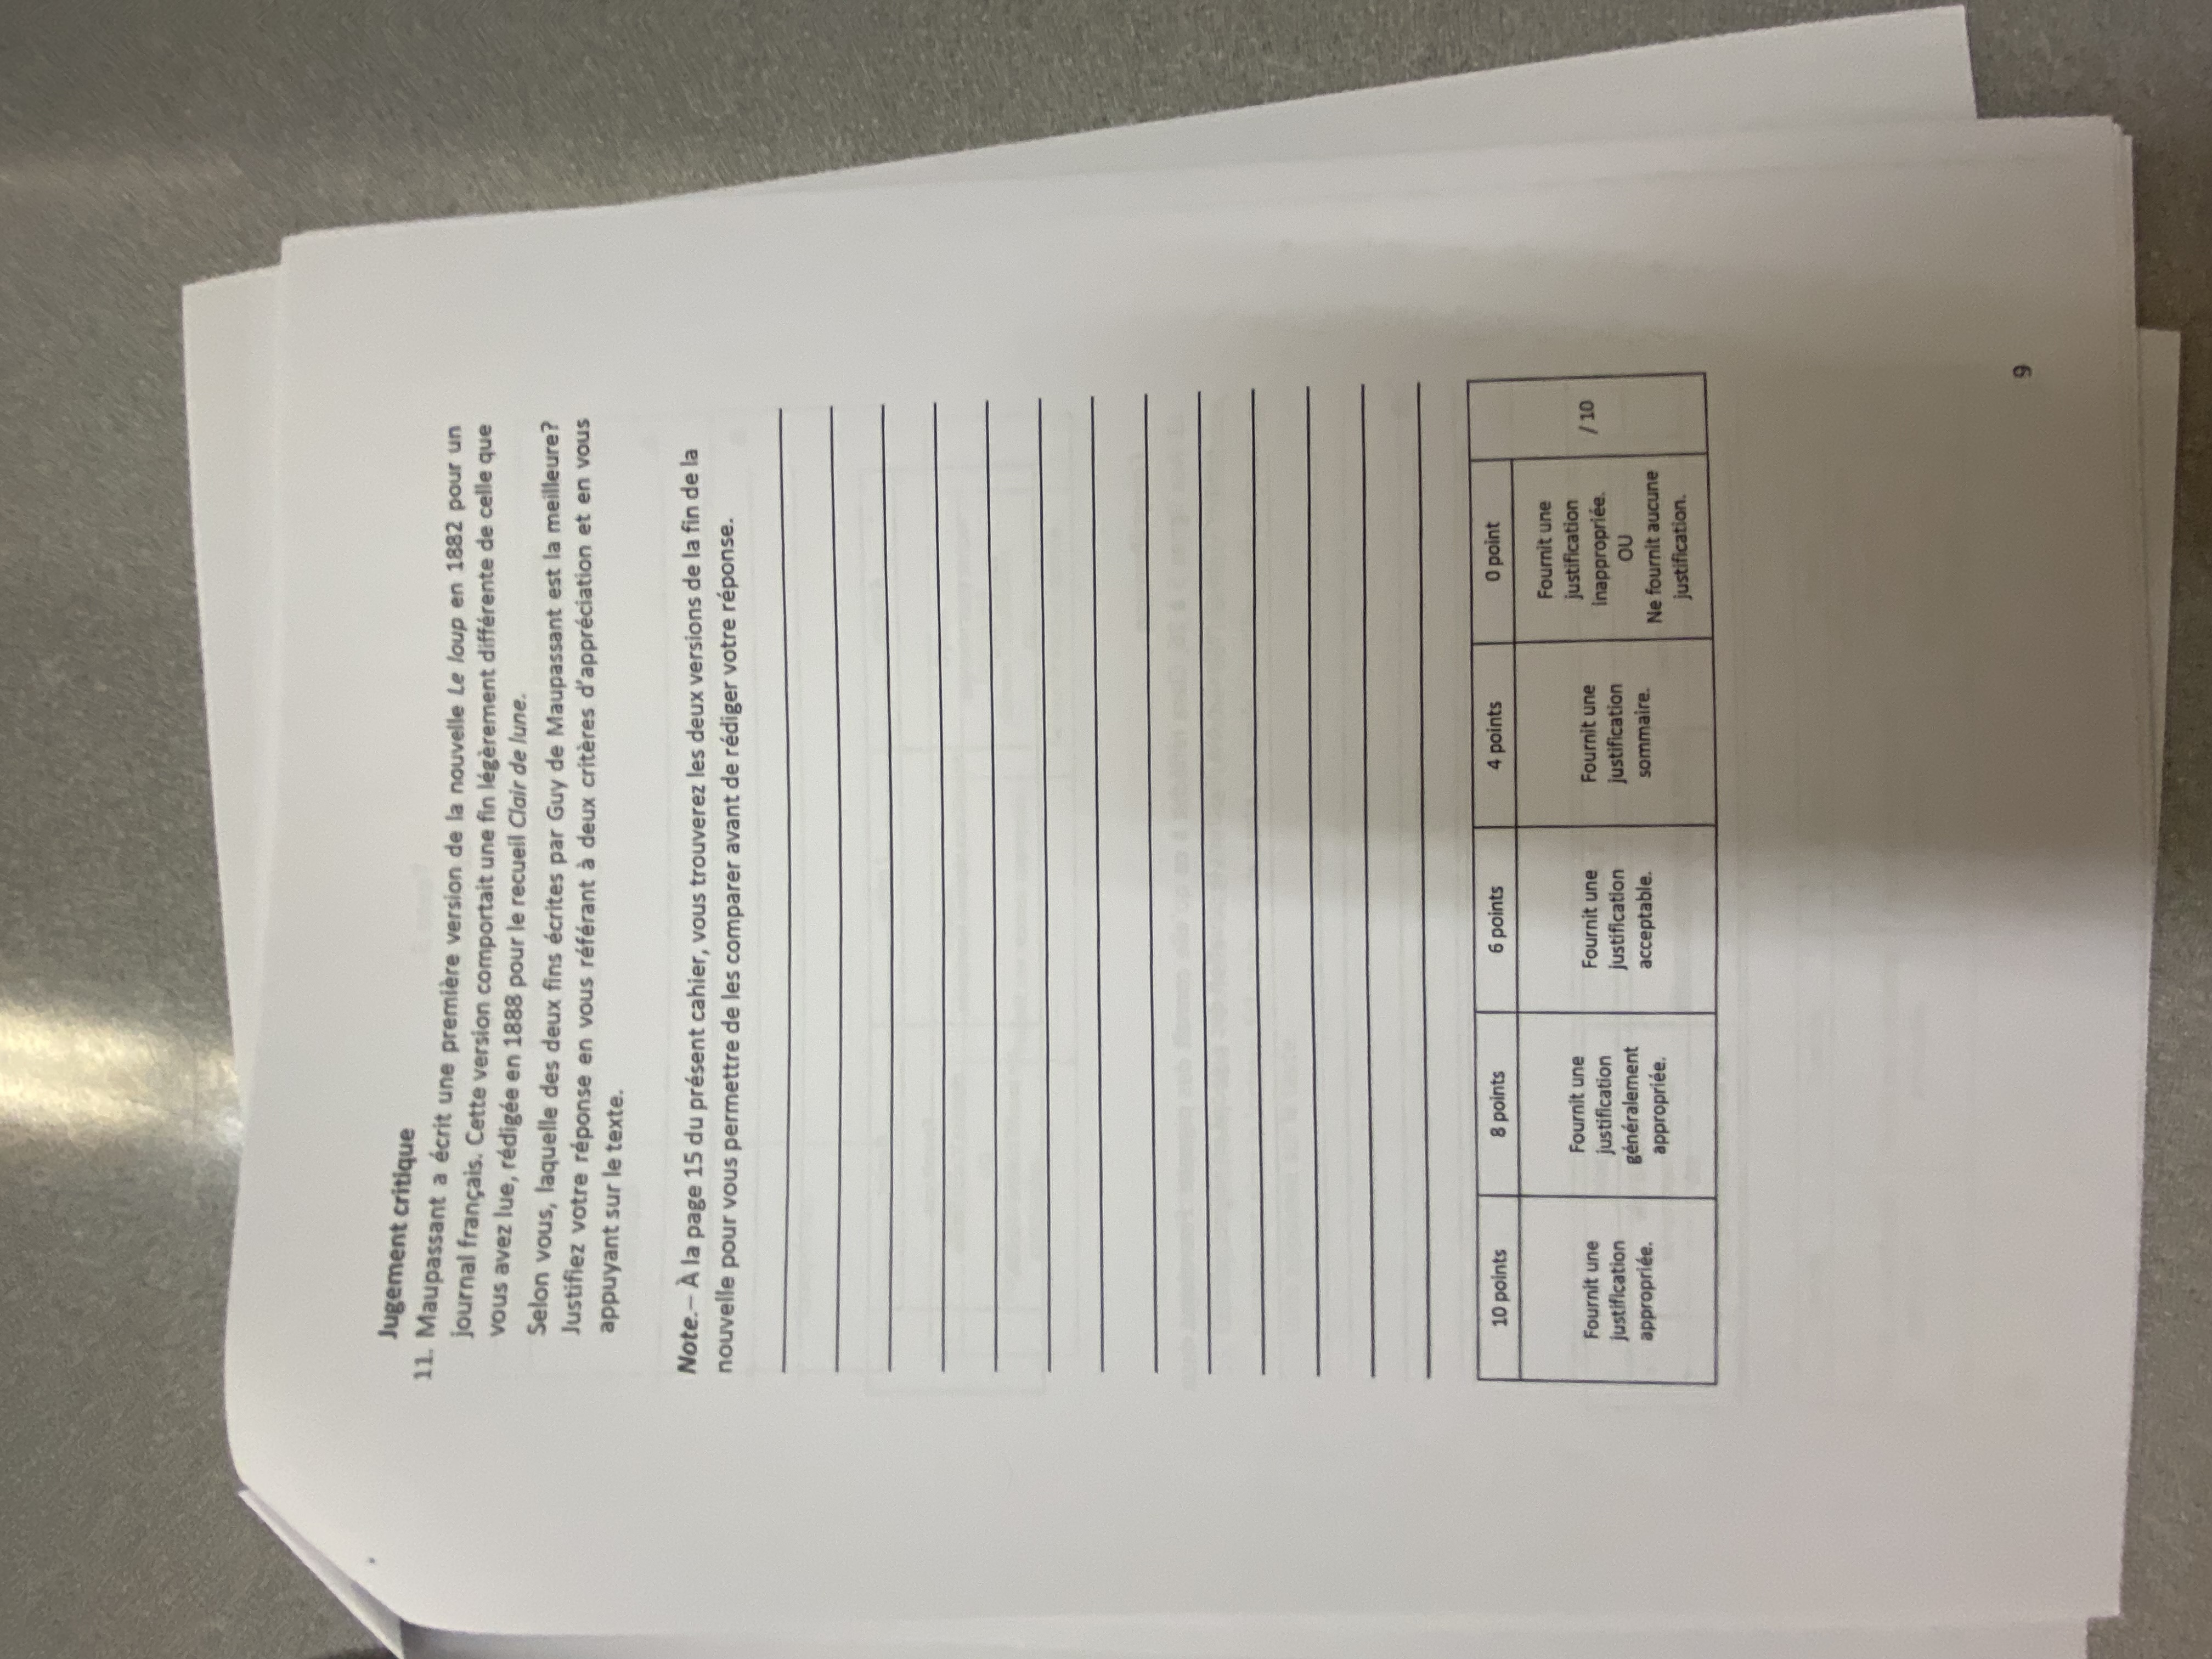 Jugement critique
11. Maupassant a écrit une première version de la nouvelle Le loup en 1882 pour un
journal français. Cette version comportait une fin légèrement différente de celle que
vous avez lue, rédigée en 1888 pour le recueil Clair de lune.
Selon vous, laquelle des deux fins écrites par Guy de Maupassant est la meilleure?
Justifiez votre réponse en vous référant à deux critères d'appréciation et en vous
appuyant sur le texte.
Note.– À la page 15 du présent cahier, vous trouverez les deux versions de la fin de la
nouvelle pour vous permettre de les comparer avant de rédiger votre réponse.
10 points
8 points
6 points
4 points
0 point
Fournit une
justification
appropriée.
Fournit une
justification
généralement
appropriée.
Fournit une
justification
acceptable.
Fournit une
justification
sommaire.
Fournit une
justification
inappropriée.
OU
Ne fournit aucune
justification.
/ 10
9